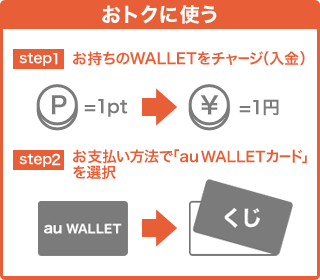 おトクに使う
step1 お持ちのWALLETをチャージ(入金)
P =1pt ¥ =1円
step2 お支払い方法で「au WALLETカード」
を選択
au WALLET くじ